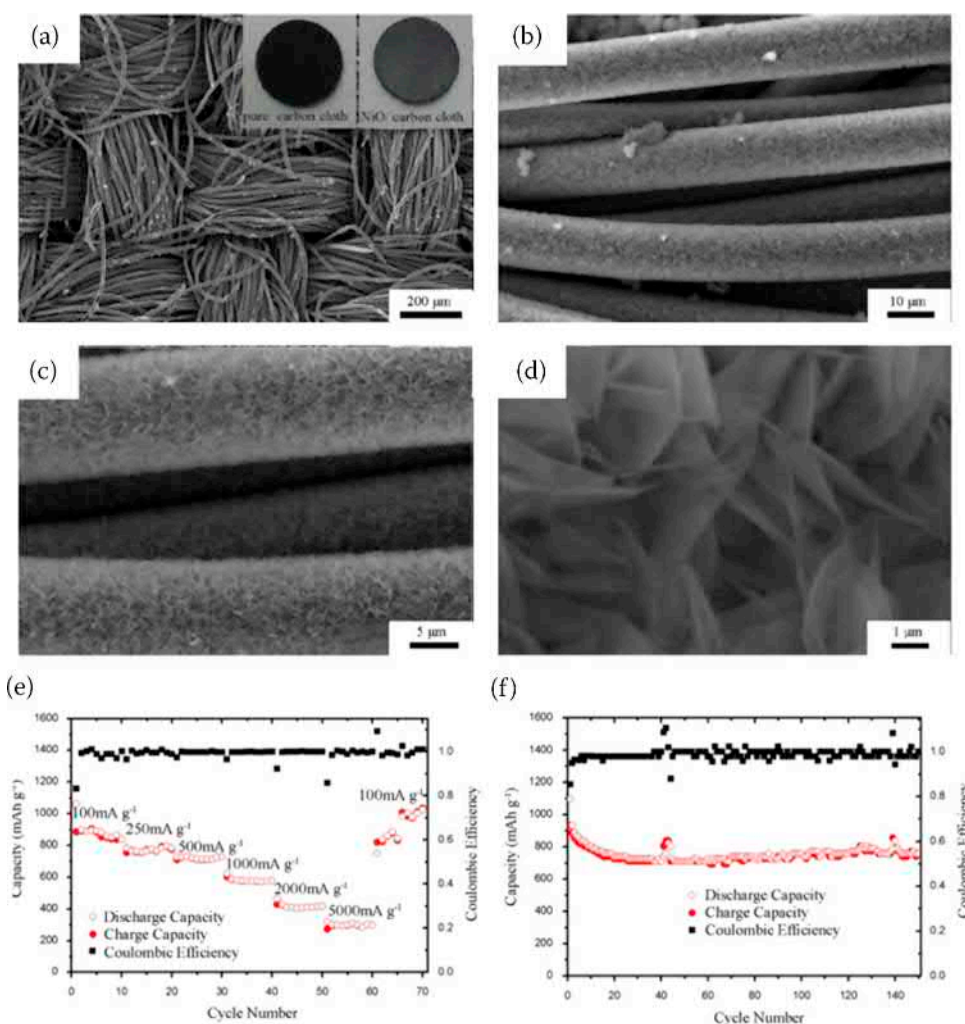 (a)
pure carbon cloth
NiO/ carbon cloth
200 μm
(b)
10 μm
(c)
5 μm
(d)
1 μm
(e)
1600
1400
1200
1000
800
600
400
200
0
Capacity (mAh g⁻¹)
100mA g⁻¹
250mA g⁻¹
500mA g⁻¹
1000mA g⁻¹
2000mA g⁻¹
5000mA g⁻¹
100mA g⁻¹
Discharge Capacity
Charge Capacity
Coulombic Efficiency
1.0
0.8
0.6
0.4
0.2
0.0
Coulombic Efficiency
0 10 20 30 40 50 60 70
Cycle Number
(f)
1600
1400
1200
1000
800
600
400
200
0
Capacity (mAh g⁻¹)
Discharge Capacity
Charge Capacity
Coulombic Efficiency
1.0
0.8
0.6
0.4
0.2
0.0
Coulombic Efficiency
0 20 40 60 80 100 120 140
Cycle Number